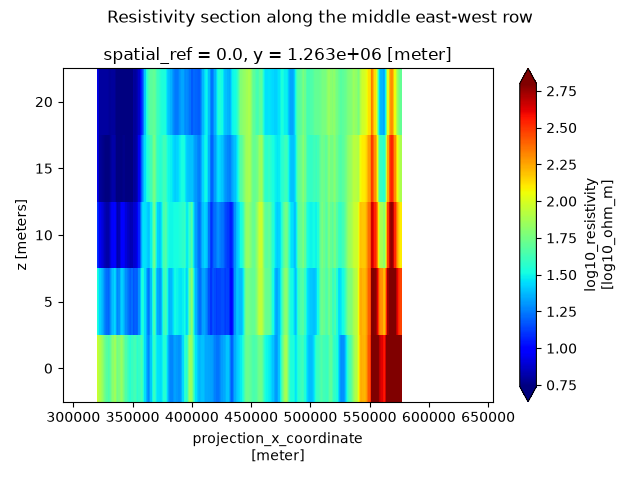 Resistivity section along the middle east-west row
spatial_ref = 0.0, y = 1.263e+06 [meter]
20
15
10
5
0
z [meters]
300000 350000 400000 450000 500000 550000 600000 650000
projection_x_coordinate
[meter]
2.75
2.50
2.25
2.00
1.75
1.50
1.25
1.00
0.75
log10_resistivity
[log10_ohm_m]